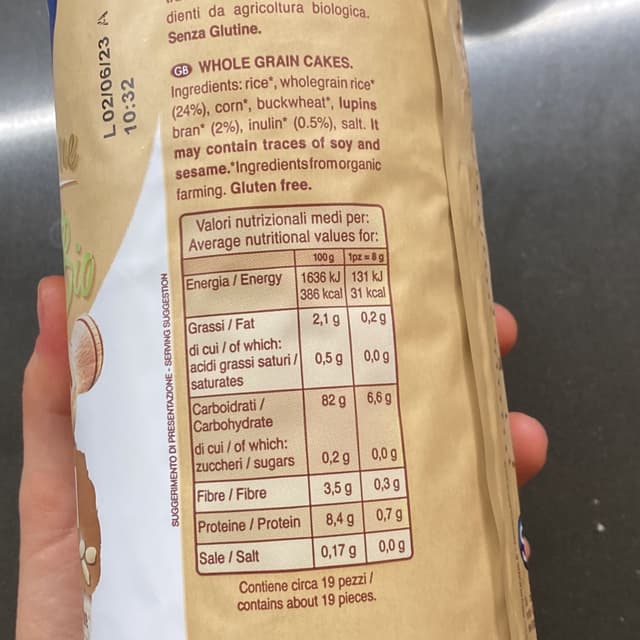 dienti da agricoltura biologica.
Senza Glutine.
GB WHOLE GRAIN CAKES.
Ingredients: rice*, wholegrain rice*
(24%), corn*, buckwheat*, lupins
bran* (2%), inulin* (0.5%), salt. It
may contain traces of soy and
sesame.*Ingredients from organic
farming. Gluten free.
Valori nutrizionali medi per:
Average nutritional values for:
100 g 1pz = 8 g
Energia / Energy 1636 kJ 131 kJ
386 kcal 31 kcal
Grassi / Fat 2,1 g 0,2 g
di cui / of which:
acidi grassi saturi / 0,5 g 0,0 g
saturates
Carboidrati / 82 g 6,6 g
Carbohydrate
di cui / of which:
zuccheri / sugars 0,2 g 0,0 g
Fibre / Fibre 3,5 g 0,3 g
Proteine / Protein 8,4 g 0,7 g
Sale / Salt 0,17 g 0,0 g
Contiene circa 19 pezzi /
contains about 19 pieces.
L 02/06/23 A
10:32
SUGGERIMENTO DI PRESENTAZIONE - SERVING SUGGESTION
Bio